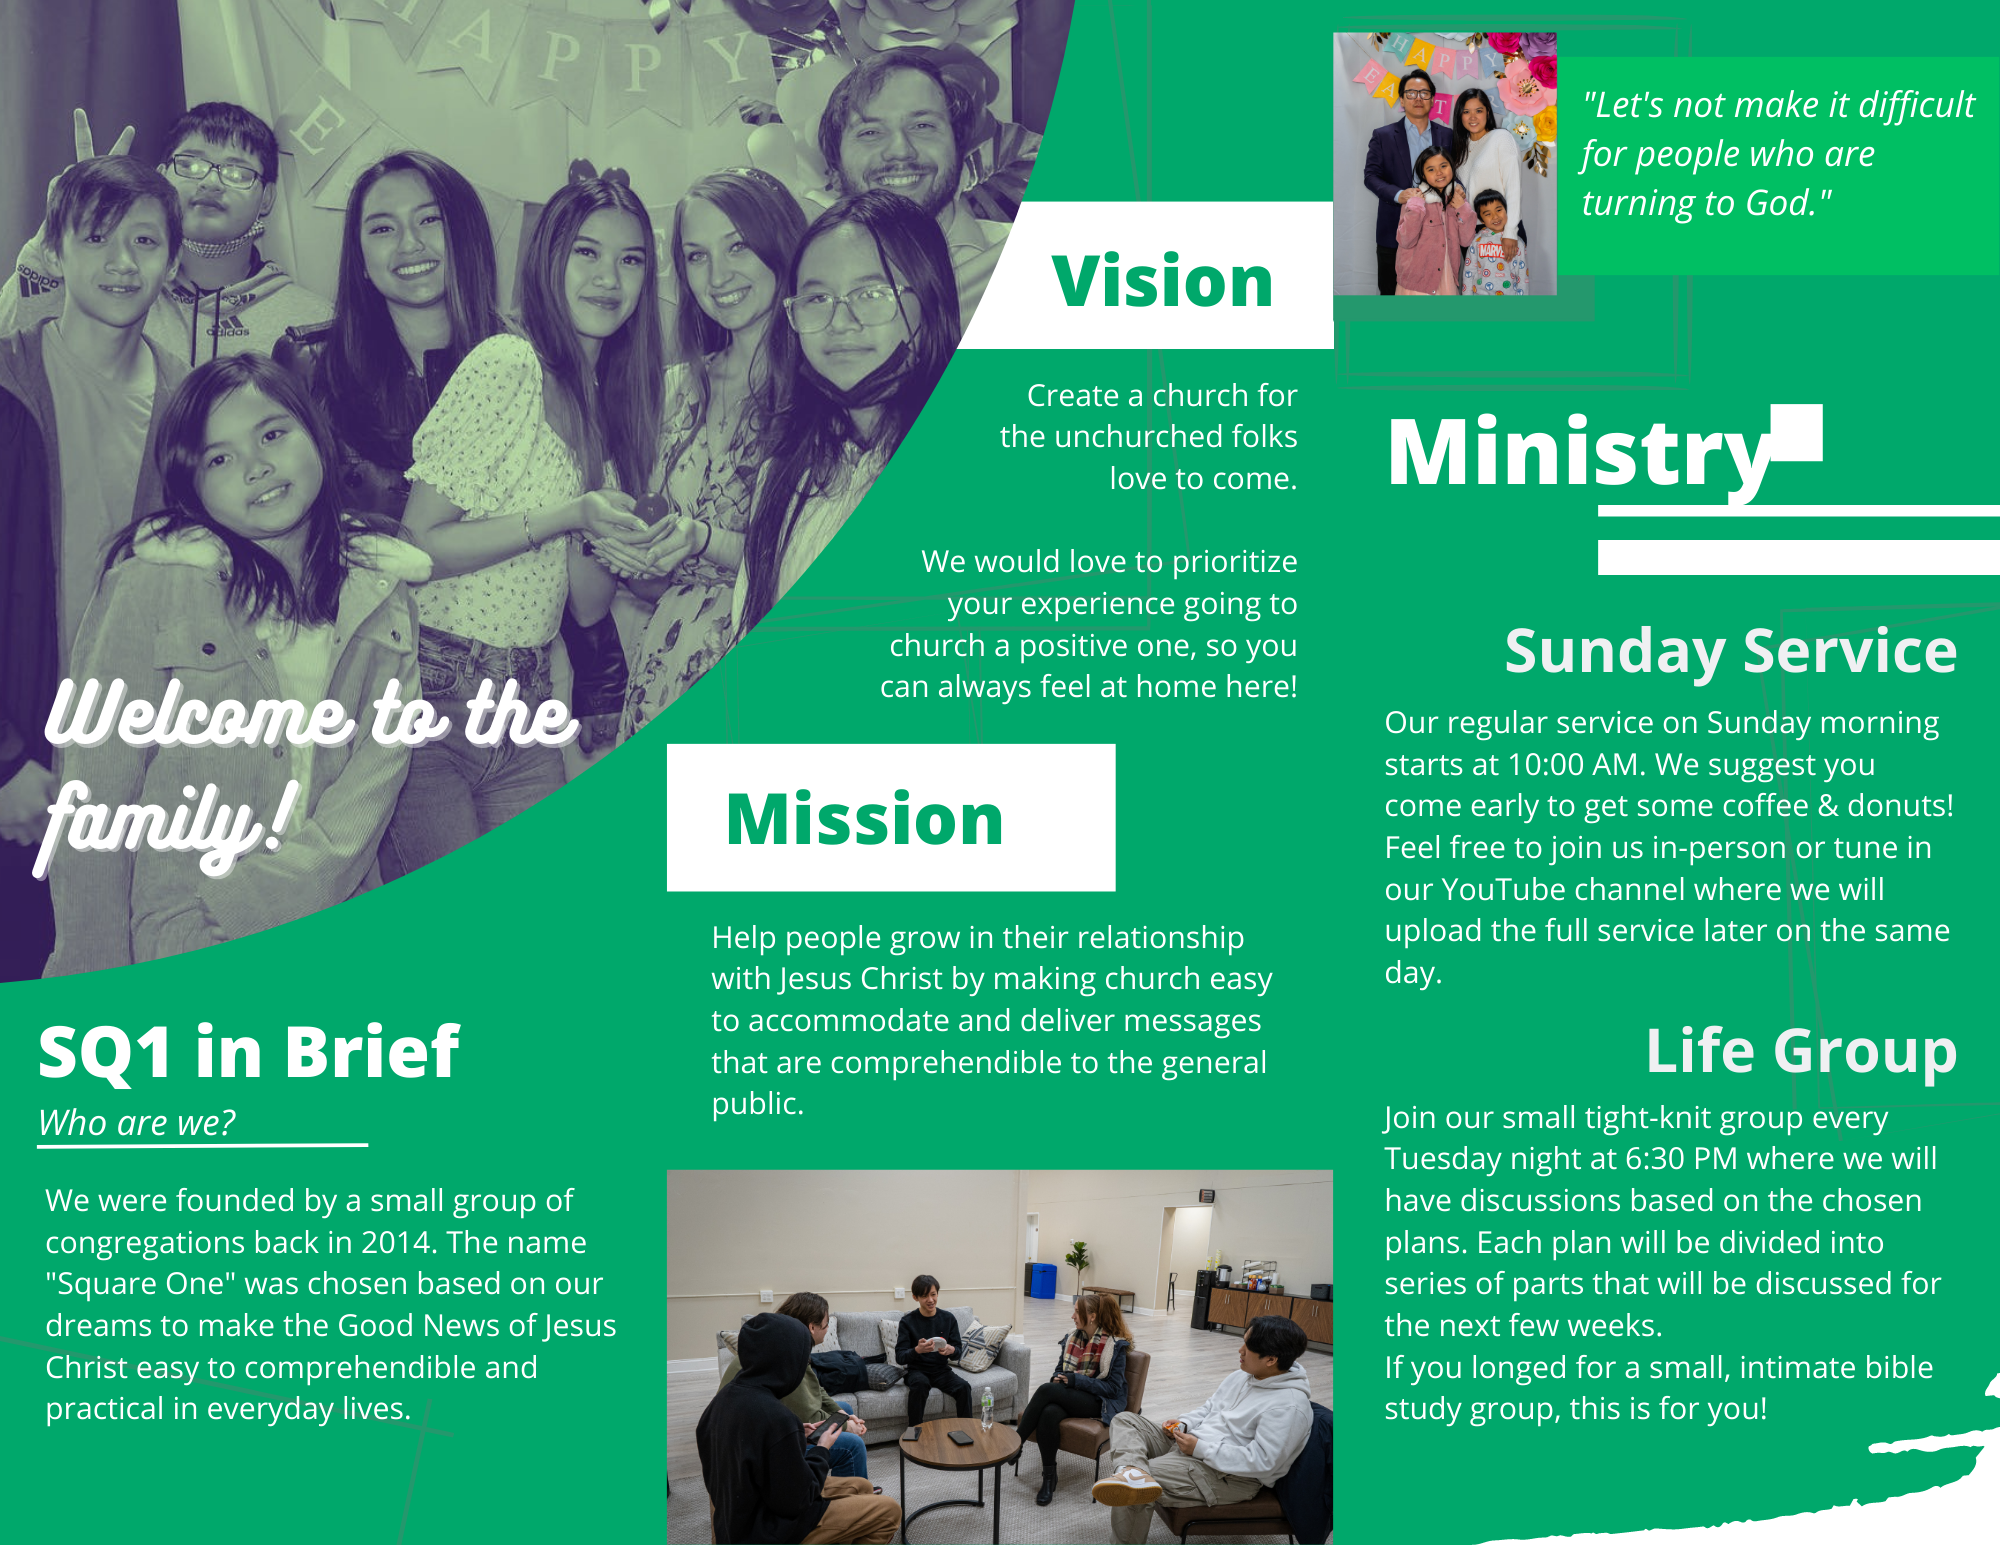 HAPPY
E
adidas
adidas
Welcome to the
family!
SQ1 in Brief
Who are we?
We were founded by a small group of
congregations back in 2014. The name
"Square One" was chosen based on our
dreams to make the Good News of Jesus
Christ easy to comprehendible and
practical in everyday lives.
Vision
Create a church for
the unchurched folks
love to come.
We would love to prioritize
your experience going to
church a positive one, so you
can always feel at home here!
Mission
Help people grow in their relationship
with Jesus Christ by making church easy
to accommodate and deliver messages
that are comprehendible to the general
public.
HAPPY
EA T
MARVEL
"Let's not make it difficult
for people who are
turning to God."
Ministry
Sunday Service
Our regular service on Sunday morning
starts at 10:00 AM. We suggest you
come early to get some coffee & donuts!
Feel free to join us in-person or tune in
our YouTube channel where we will
upload the full service later on the same
day.
Life Group
Join our small tight-knit group every
Tuesday night at 6:30 PM where we will
have discussions based on the chosen
plans. Each plan will be divided into
series of parts that will be discussed for
the next few weeks.
If you longed for a small, intimate bible
study group, this is for you!